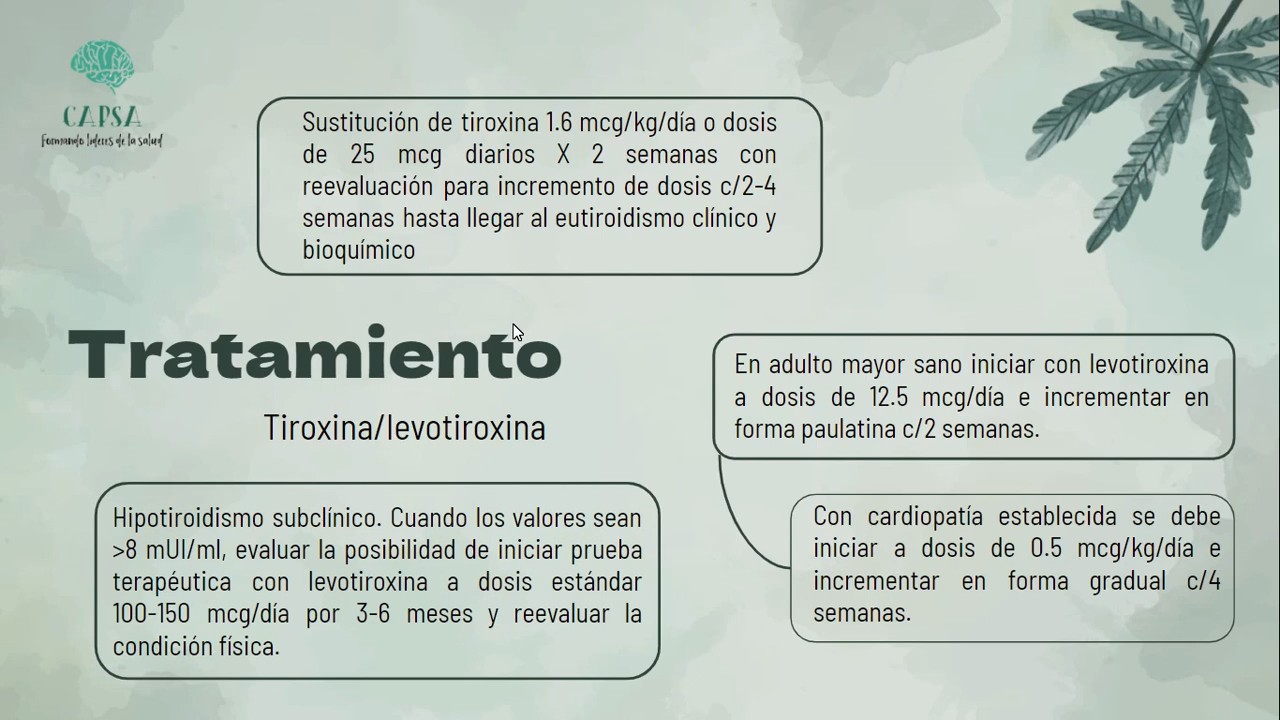 CAPSA
Formando líderes de la salud
Sustitución de tiroxina 1.6 mcg/kg/día o dosis
de 25 mcg diarios X 2 semanas con
reevaluación para incremento de dosis c/2-4
semanas hasta llegar al eutiroidismo clínico y
bioquímico
Tratamiento
Tiroxina/levotiroxina
En adulto mayor sano iniciar con levotiroxina
a dosis de 12.5 mcg/día e incrementar en
forma paulatina c/2 semanas.
Hipotiroidismo subclínico. Cuando los valores sean
>8 mUI/ml, evaluar la posibilidad de iniciar prueba
terapéutica con levotiroxina a dosis estándar
100-150 mcg/día por 3-6 meses y reevaluar la
condición física.
Con cardiopatía establecida se debe
iniciar a dosis de 0.5 mcg/kg/día e
incrementar en forma gradual c/4
semanas.